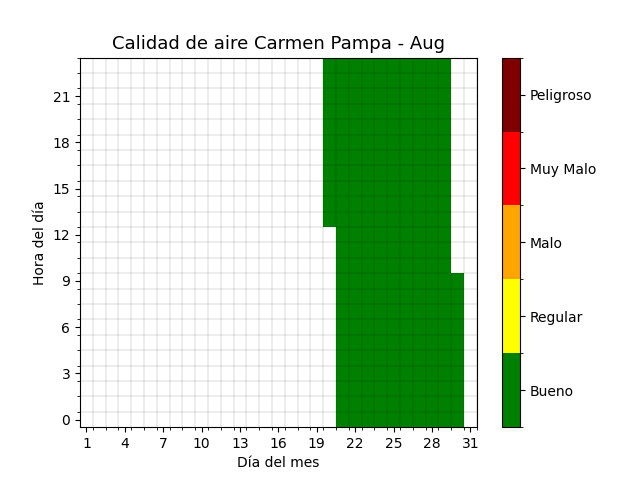 Calidad de aire Carmen Pampa - Aug
Hora del día
21
18
15
12
9
6
3
0
1 4 7 10 13 16 19 22 25 28 31
Día del mes
Peligroso
Muy Malo
Malo
Regular
Bueno